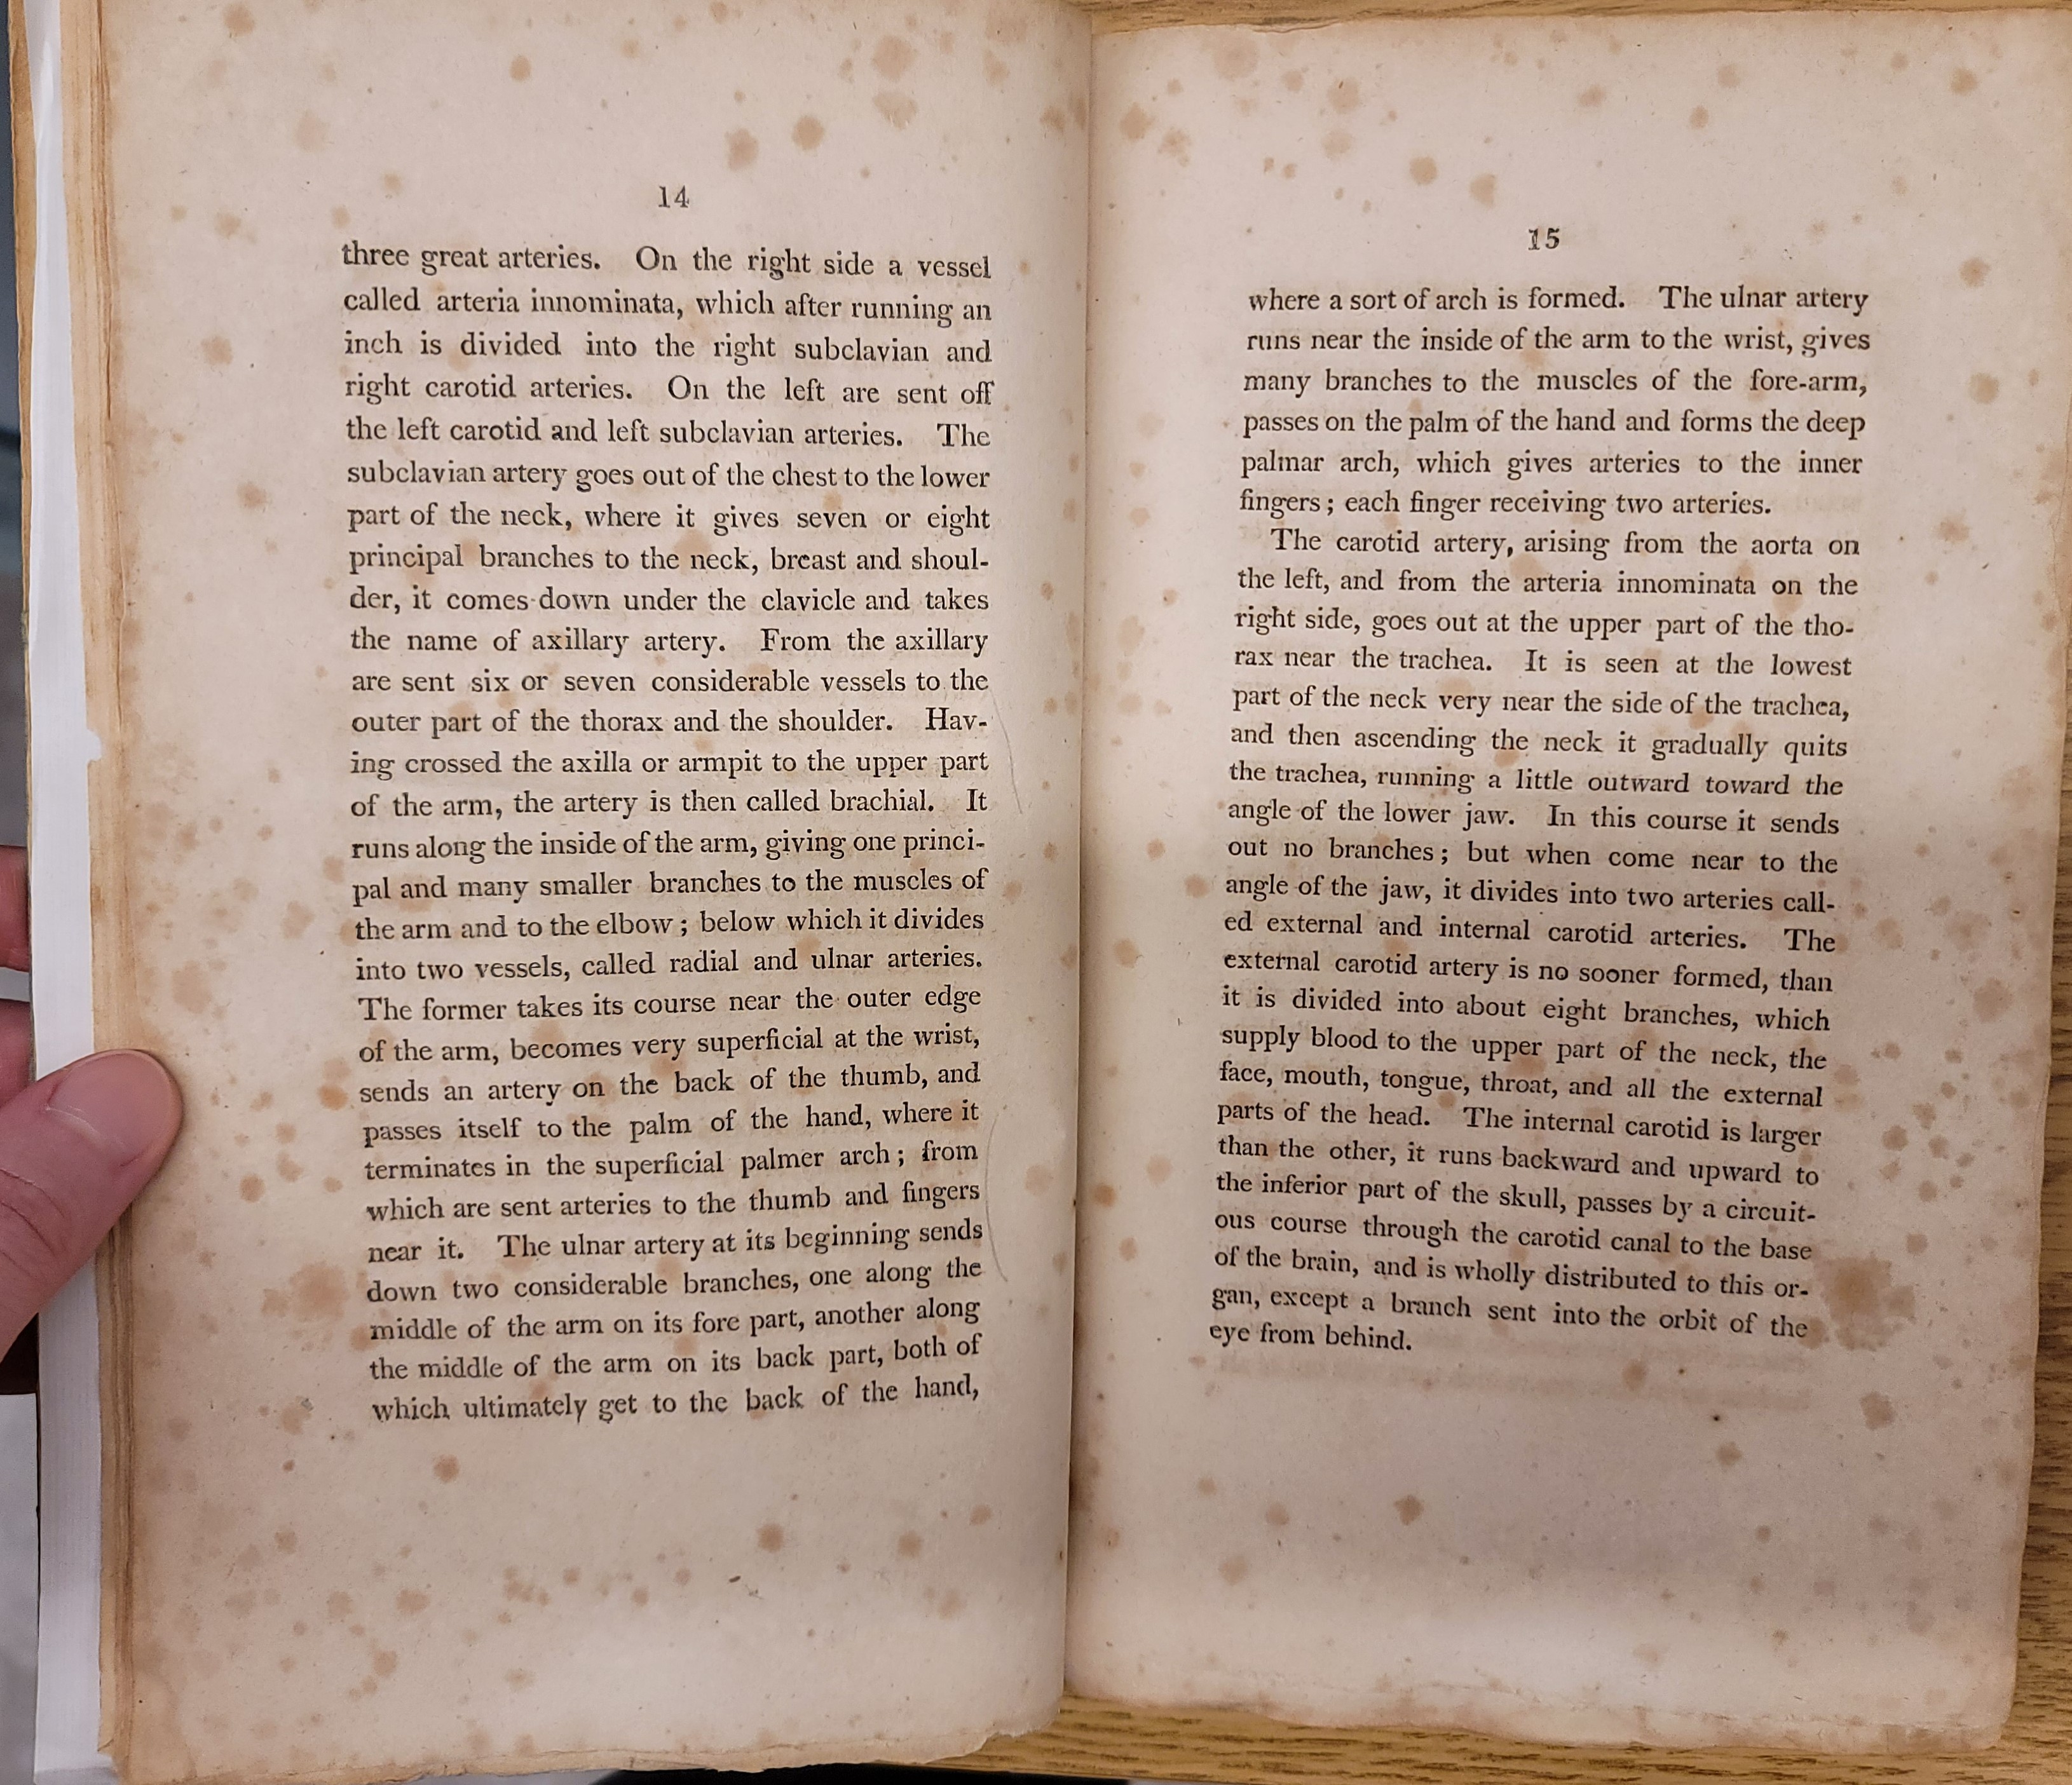 14
three great arteries. On the right side a vessel
called arteria innominata, which after running an
inch is divided into the right subclavian and
right carotid arteries. On the left are sent off
the left carotid and left subclavian arteries. The
subclavian artery goes out of the chest to the lower
part of the neck, where it gives seven or eight
principal branches to the neck, breast and shoul-
der, it comes down under the clavicle and takes
the name of axillary artery. From the axillary
are sent six or seven considerable vessels to the
outer part of the thorax and the shoulder. Hav-
ing crossed the axilla or armpit to the upper part
of the arm, the artery is then called brachial. It
runs along the inside of the arm, giving one princi-
pal and many smaller branches to the muscles of
the arm and to the elbow; below which it divides
into two vessels, called radial and ulnar arteries.
The former takes its course near the outer edge
of the arm, becomes very superficial at the wrist,
sends an artery on the back of the thumb, and
passes itself to the palm of the hand, where it
terminates in the superficial palmer arch; from
which are sent arteries to the thumb and fingers
near it. The ulnar artery at its beginning sends
down two considerable branches, one along the
middle of the arm on its fore part, another along
the middle of the arm on its back part, both of
which ultimately get to the back of the hand,
15
where a sort of arch is formed. The ulnar artery
runs near the inside of the arm to the wrist, gives
many branches to the muscles of the fore-arm,
passes on the palm of the hand and forms the deep
palmar arch, which gives arteries to the inner
fingers; each finger receiving two arteries.
The carotid artery, arising from the aorta on
the left, and from the arteria innominata on the
right side, goes out at the upper part of the tho-
rax near the trachea. It is seen at the lowest
part of the neck very near the side of the trachea,
and then ascending the neck it gradually quits
the trachea, running a little outward toward the
angle of the lower jaw. In this course it sends
out no branches; but when come near to the
angle of the jaw, it divides into two arteries call-
ed external and internal carotid arteries. The
external carotid artery is no sooner formed, than
it is divided into about eight branches, which
supply blood to the upper part of the neck, the
face, mouth, tongue, throat, and all the external
parts of the head. The internal carotid is larger
than the other, it runs backward and upward to
the inferior part of the skull, passes by a circuit-
ous course through the carotid canal to the base
of the brain, and is wholly distributed to this or-
gan, except a branch sent into the orbit of the
eye from behind.